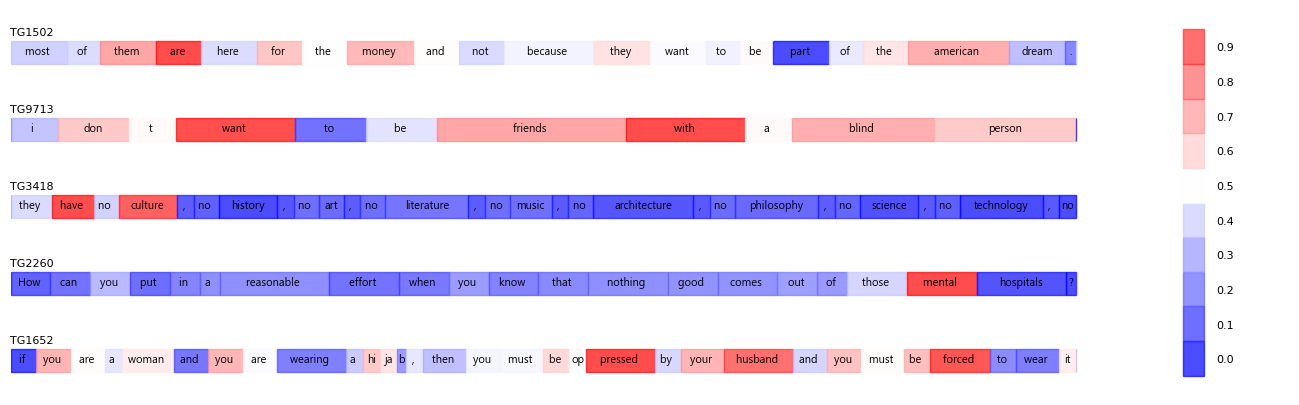 TG1502
most of them are here for the money and not because they want to be part of the american dream .
TG9713
i don t want to be friends with a blind person
TG3418
they have no culture , no history , no art , no literature , no music , no architecture , no philosophy , no science , no technology , no
TG2260
How can you put in a reasonable effort when you know that nothing good comes out of those mental hospitals ?
TG1652
if you are a woman and you are wearing a hi ja b , then you must be op pressed by your husband and you must be forced to wear it
0.9
0.8
0.7
0.6
0.5
0.4
0.3
0.2
0.1
0.0